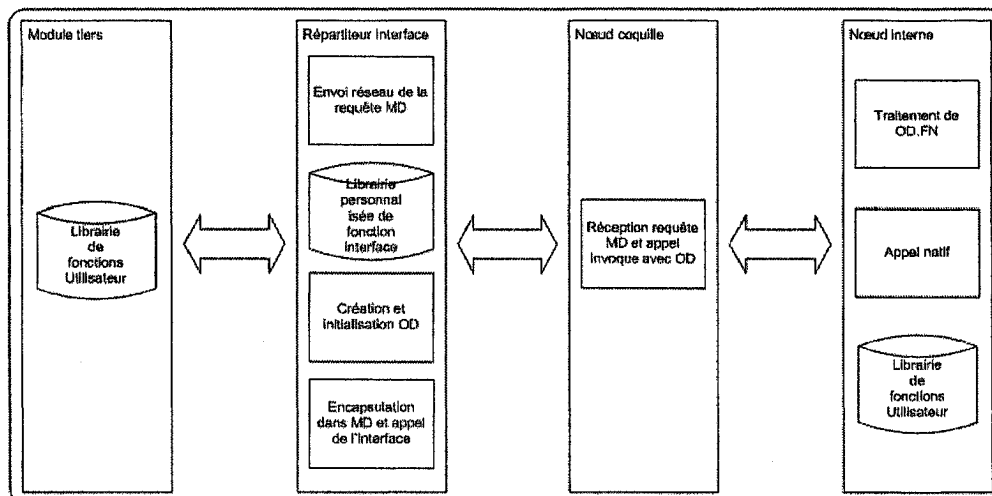 Module tiers
Librairie
de
fonctions
Utilisateur
Répartiteur interface
Envoi réseau de la
requête MD
Librairie
personnal
isée de
fonction
interface
Création et
initialisation OD
Encapsulation
dans MD et appel
de l'interface
Nœud coquille
Réception requête
MD et appel
invoque avec OD
Nœud interne
Traitement de
OD.FN
Appel natif
Librairie
de
fonctions
Utilisateur